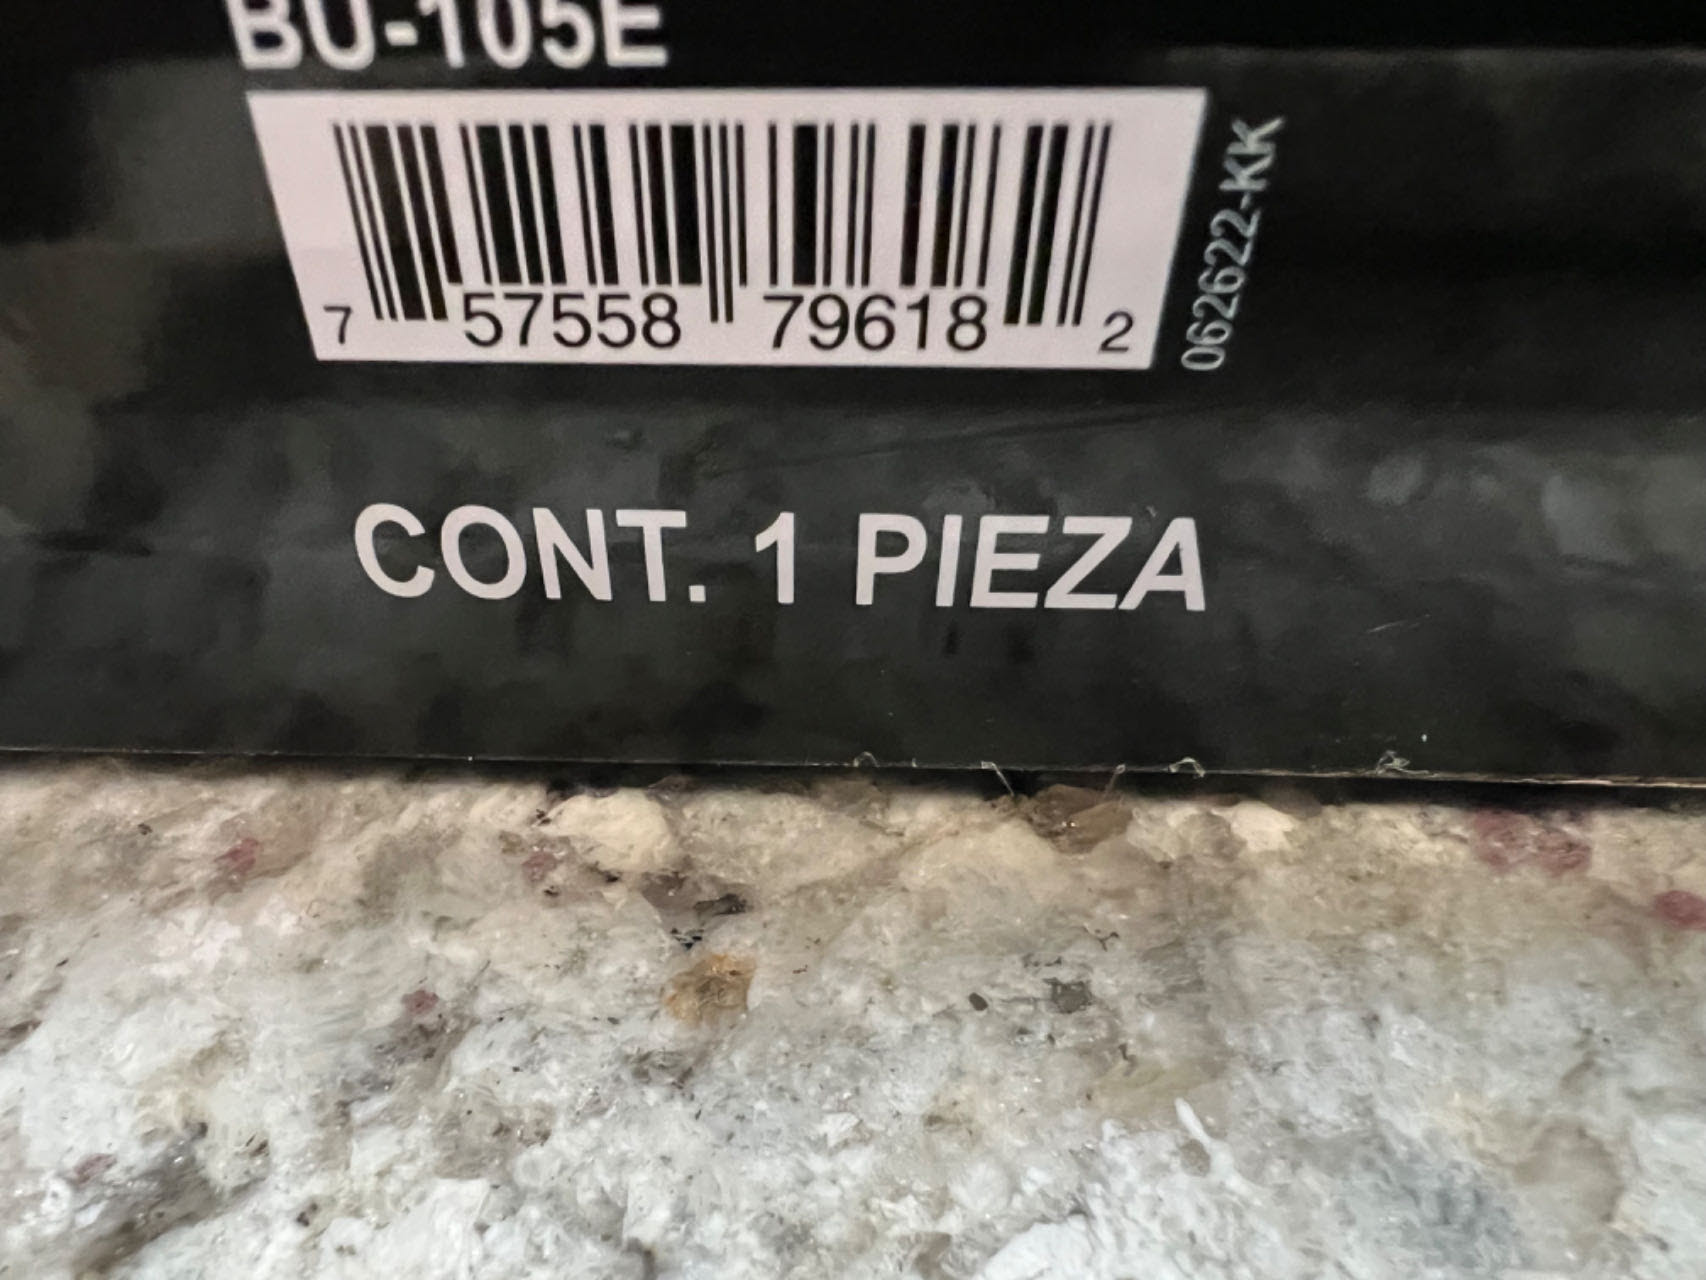 BU-105E
7 57558 79618 2
062622-KK
CONT. 1 PIEZA